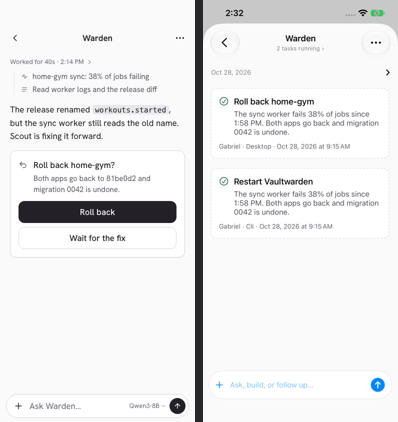 Warden
Worked for 40s · 2:14 PM
home-gym sync: 38% of jobs failing
Read worker logs and the release diff
The release renamed workouts.started,
but the sync worker still reads the old name.
Scout is fixing it forward.
Roll back home-gym?
Both apps go back to 81be0d2 and
migration 0042 is undone.
Roll back
Wait for the fix
Ask Warden...
Qwen3-8B
2:32
Warden
2 tasks running
Oct 28, 2026
Roll back home-gym
The sync worker fails 38% of jobs since
1:58 PM. Both apps go back and migration
0042 is undone.
Gabriel · Desktop · Oct 28, 2026 at 9:15 AM
Restart Vaultwarden
The sync worker fails 38% of jobs since
1:58 PM. Both apps go back and migration
0042 is undone.
Gabriel · Cli · Oct 28, 2026 at 9:15 AM
Ask, build, or follow up...